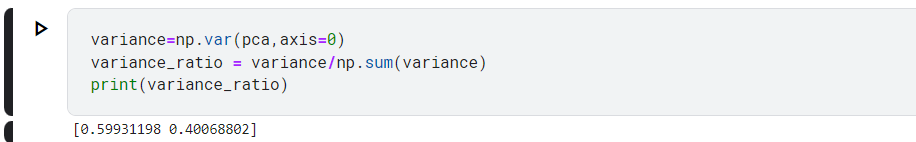 variance=np.var(pca,axis=0)
variance_ratio = variance/np.sum(variance)
print(variance_ratio)
[0.59931198 0.40068802]